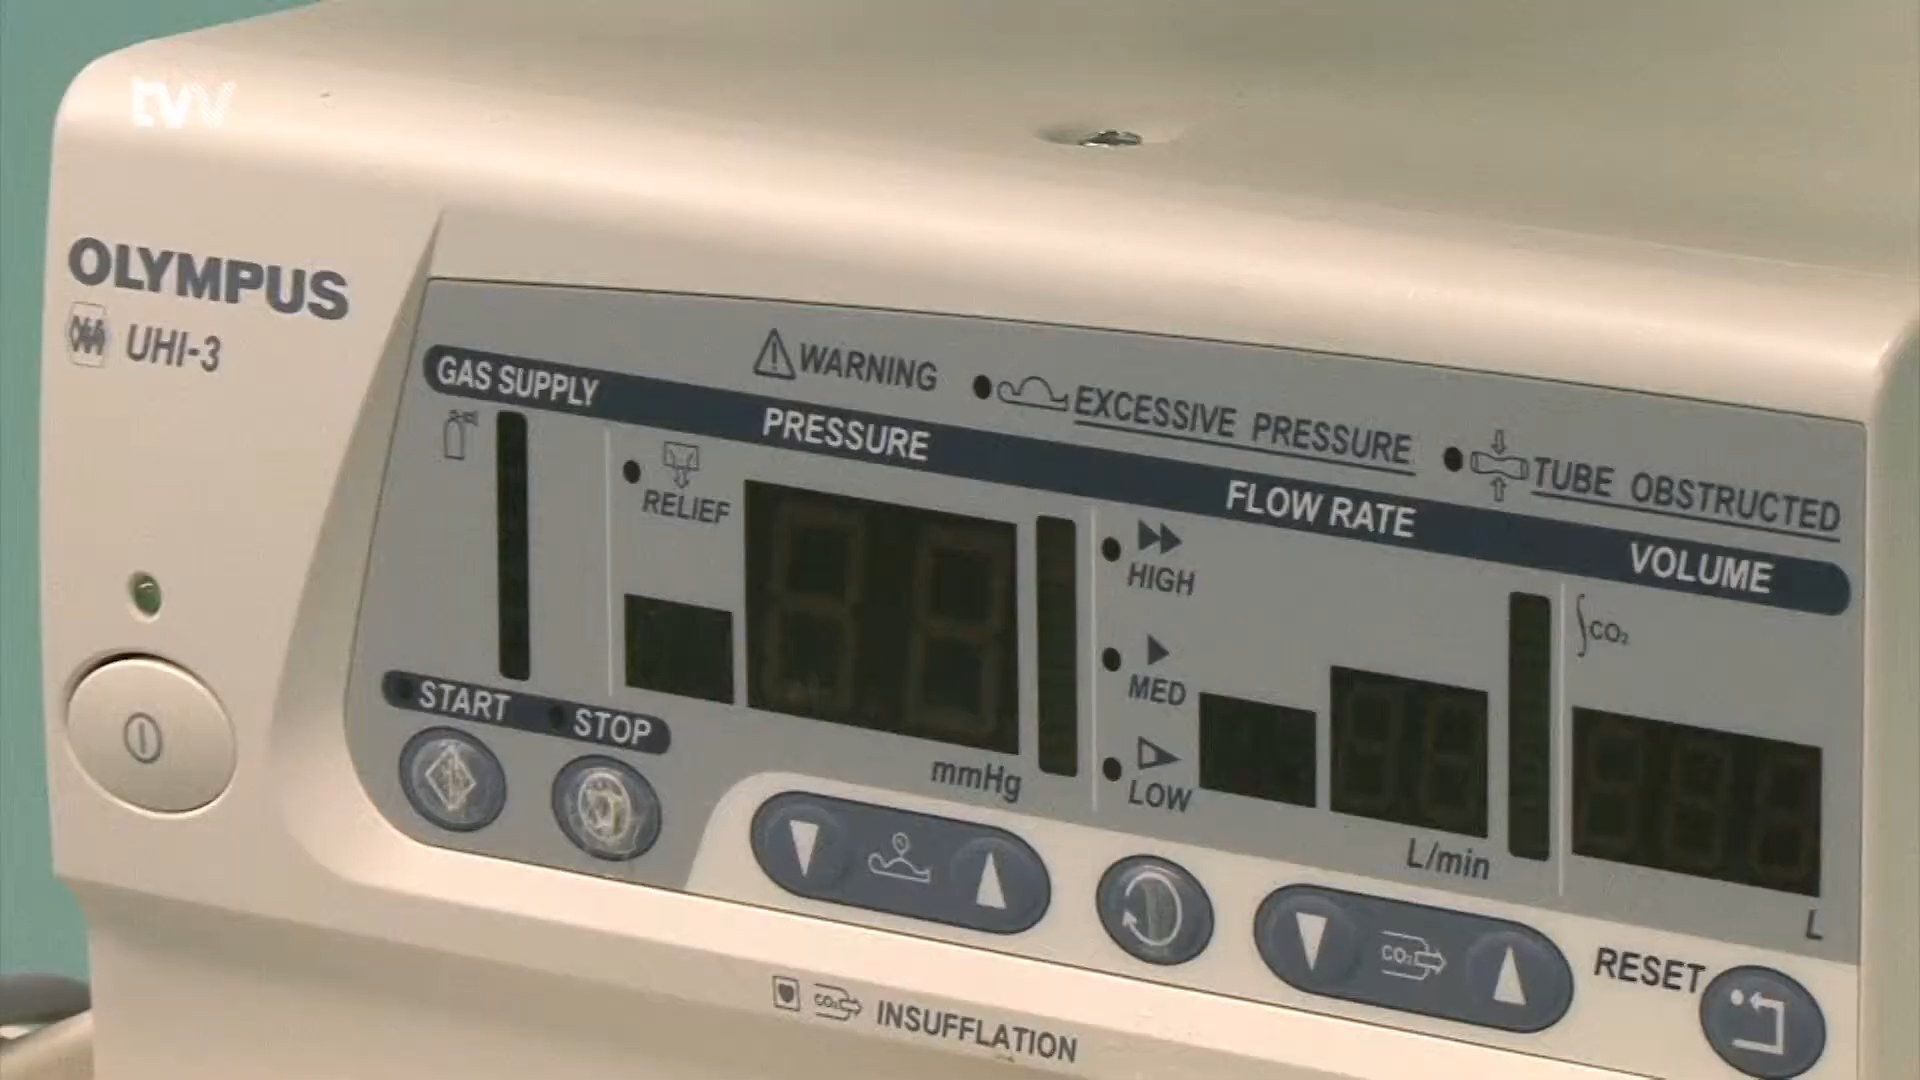 tvv
OLYMPUS
UHI-3
WARNING
EXCESSIVE PRESSURE
TUBE OBSTRUCTED
GAS SUPPLY
PRESSURE
FLOW RATE
VOLUME
RELIEF
HIGH
MED
LOW
CO₂
START
STOP
mmHg
L/min
L
CO₂
RESET
CO₂
INSUFFLATION